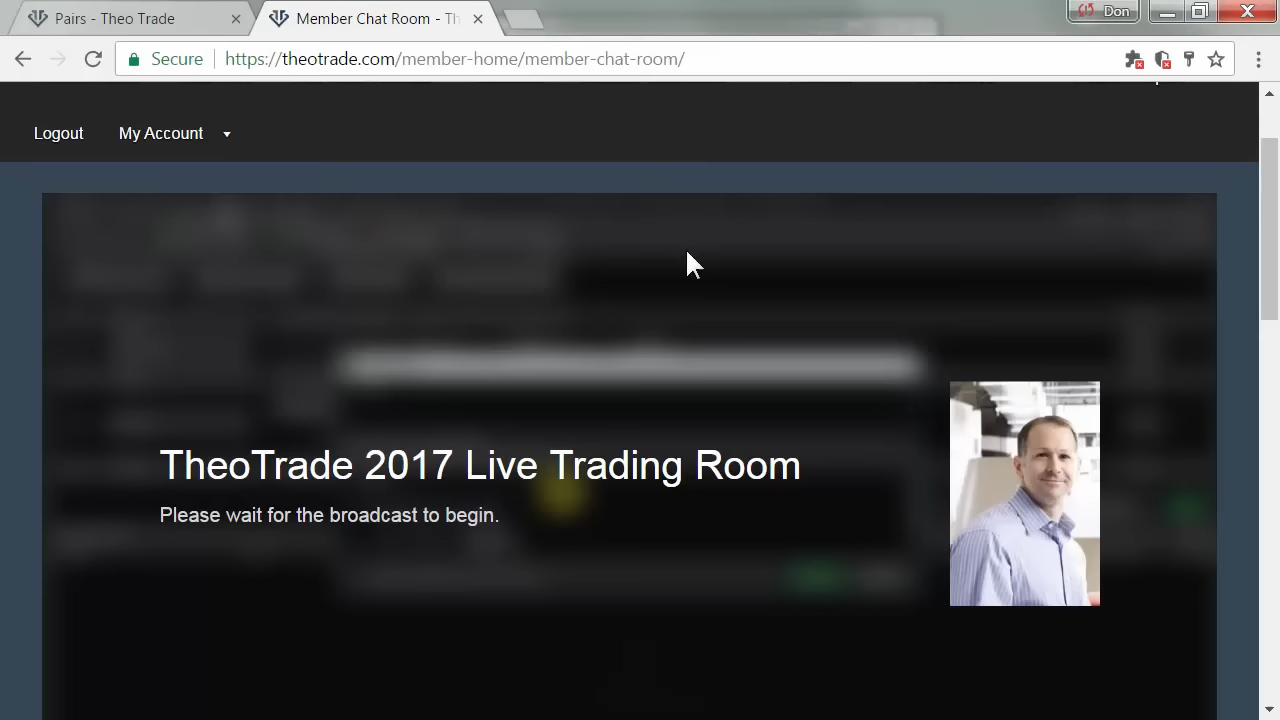 Pairs - Theo Trade
Member Chat Room - Th
Don
Secure
https://theotrade.com/member-home/member-chat-room/
Logout
My Account
TheoTrade 2017 Live Trading Room
Please wait for the broadcast to begin.